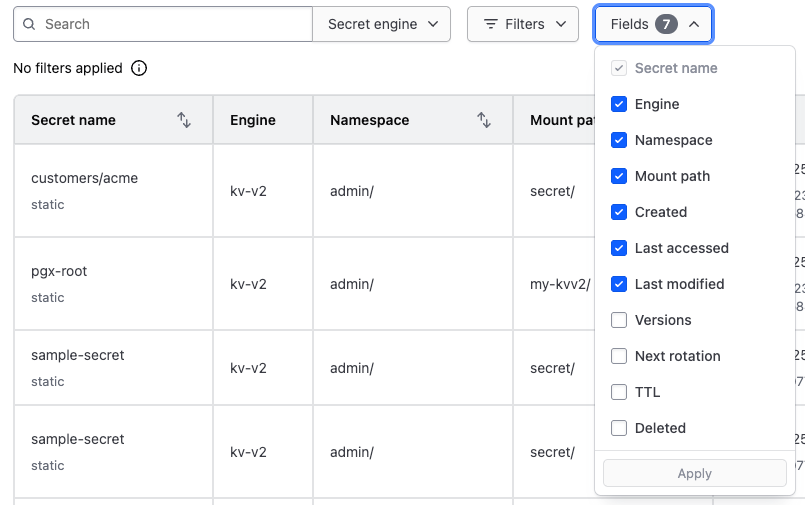 Search
Secret engine
Filters
Fields 7
No filters applied
Secret name
Engine
Namespace
Mount path
Created
Last accessed
Last modified
Versions
Next rotation
TTL
Deleted
Apply
Secret name Engine Namespace Mount
customers/acme
static
kv-v2 admin/ secret/
pgx-root
static
kv-v2 admin/ my-kvv2/
sample-secret
static
kv-v2 admin/ secret/
sample-secret
static
kv-v2 admin/ secret/